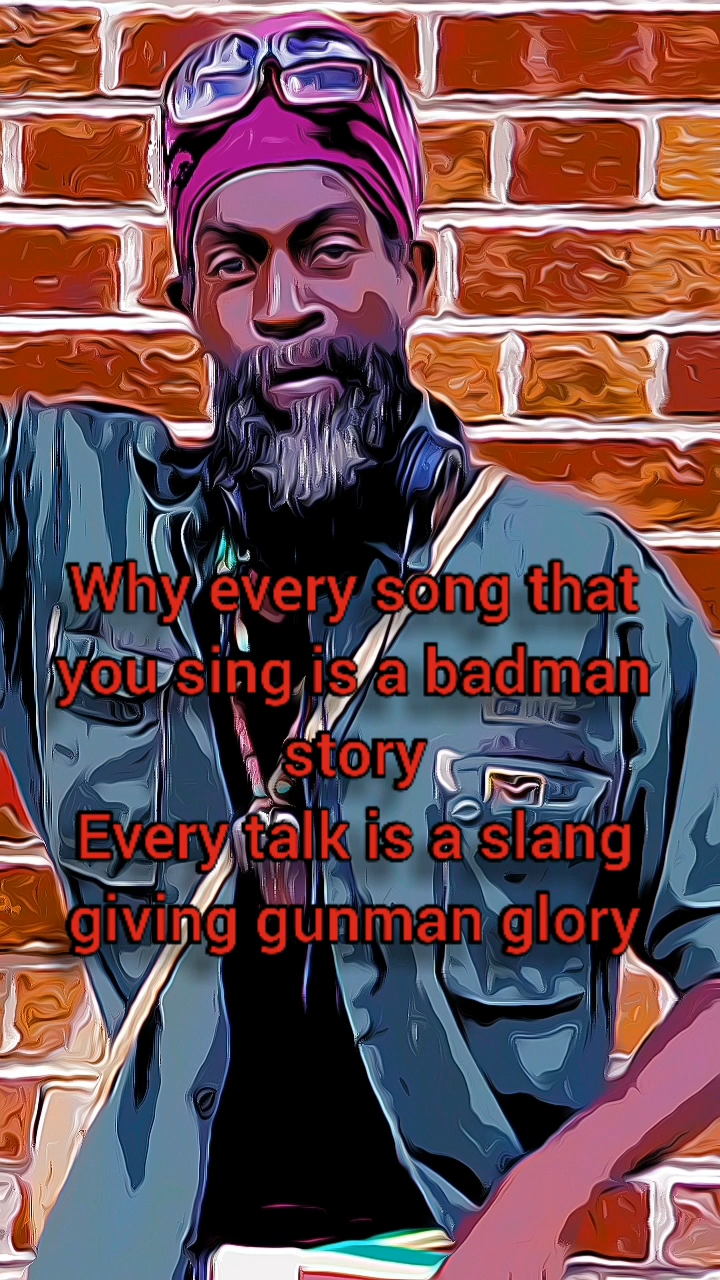 Why every song that
you sing is a badman
story
Every talk is a slang
giving gunman glory